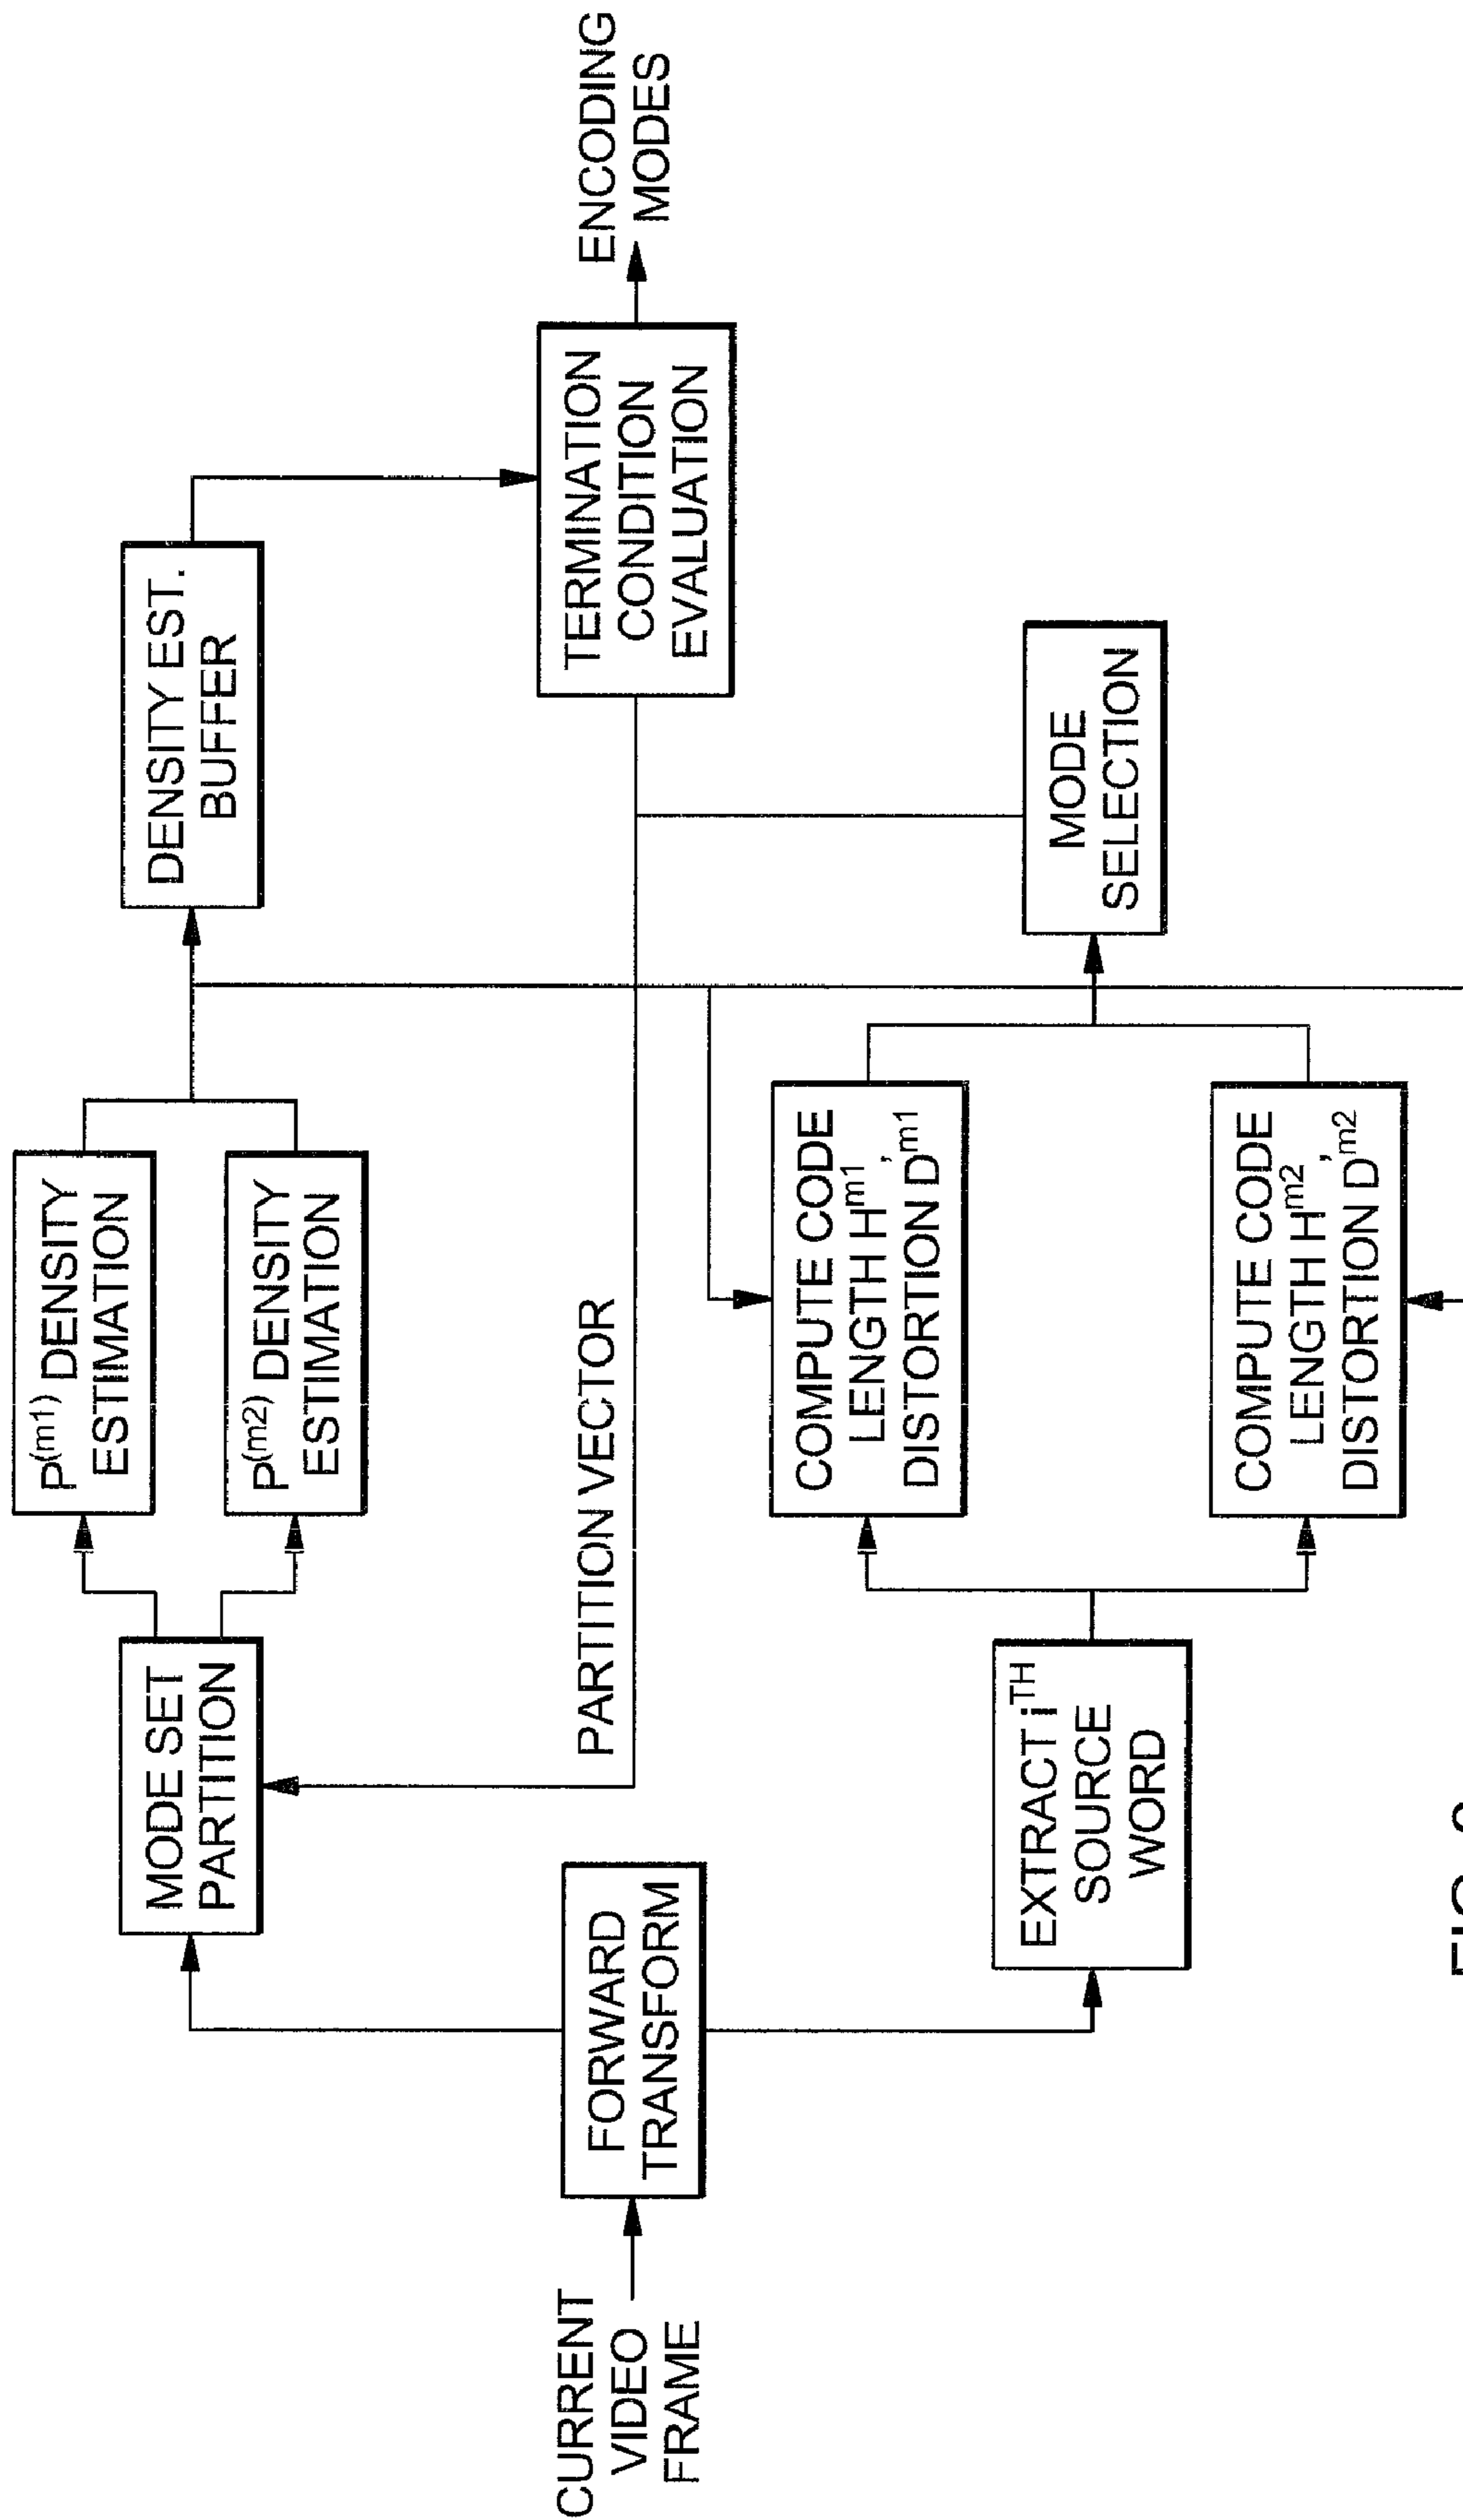 CURRENT
VIDEO
FRAME
FORWARD
TRANSFORM
MODE SET
PARTITION
P(m1) DENSITY
ESTIMATION
P(m2) DENSITY
ESTIMATION
DENSITY EST.
BUFFER
TERMINATION
CONDITION
EVALUATION
ENCODING
MODES
PARTITION VECTOR
EXTRACT iTH
SOURCE
WORD
COMPUTE CODE
LENGTH Hm1,
DISTORTION Dm1
COMPUTE CODE
LENGTH Hm2,
DISTORTION Dm2
MODE
SELECTION